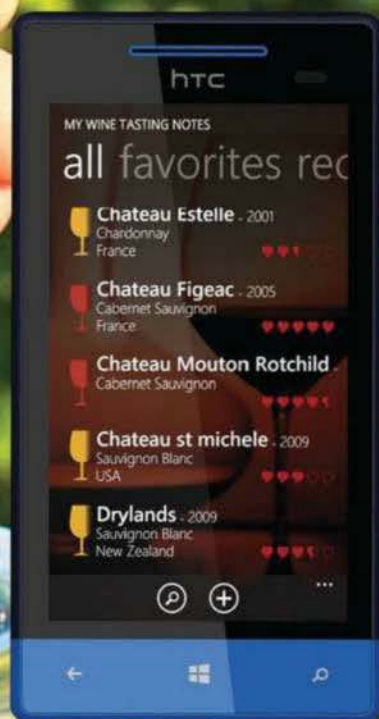 hTC
MY WINE TASTING NOTES
all favorites rec
Chateau Estelle - 2001
Chardonnay
France
Chateau Figeac - 2005
Cabernet Sauvignon
France
Chateau Mouton Rotchild -
Cabernet Sauvignon
Chateau st michele - 2009
Sauvignon Blanc
USA
Drylands - 2009
Sauvignon Blanc
New Zealand